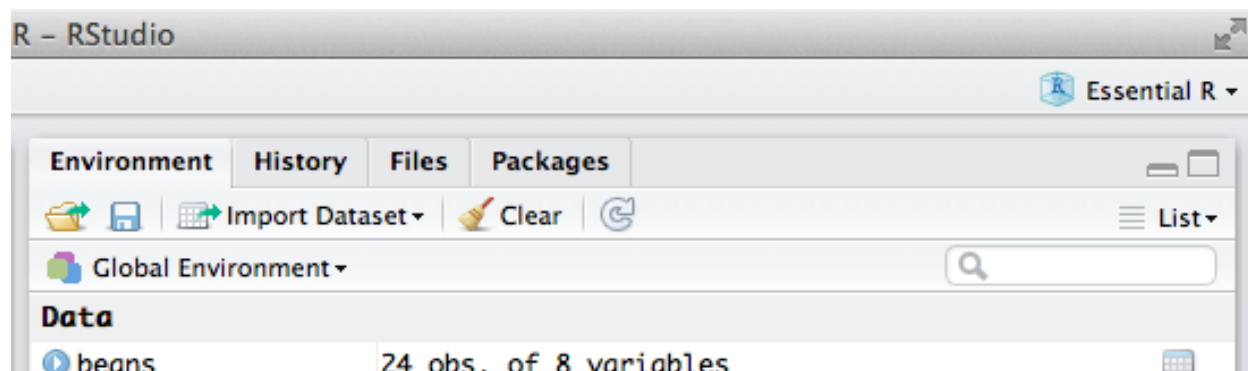 R – RStudio
Essential R
Environment History Files Packages
Import Dataset Clear List
Global Environment
Data
beans 24 obs. of 8 variables